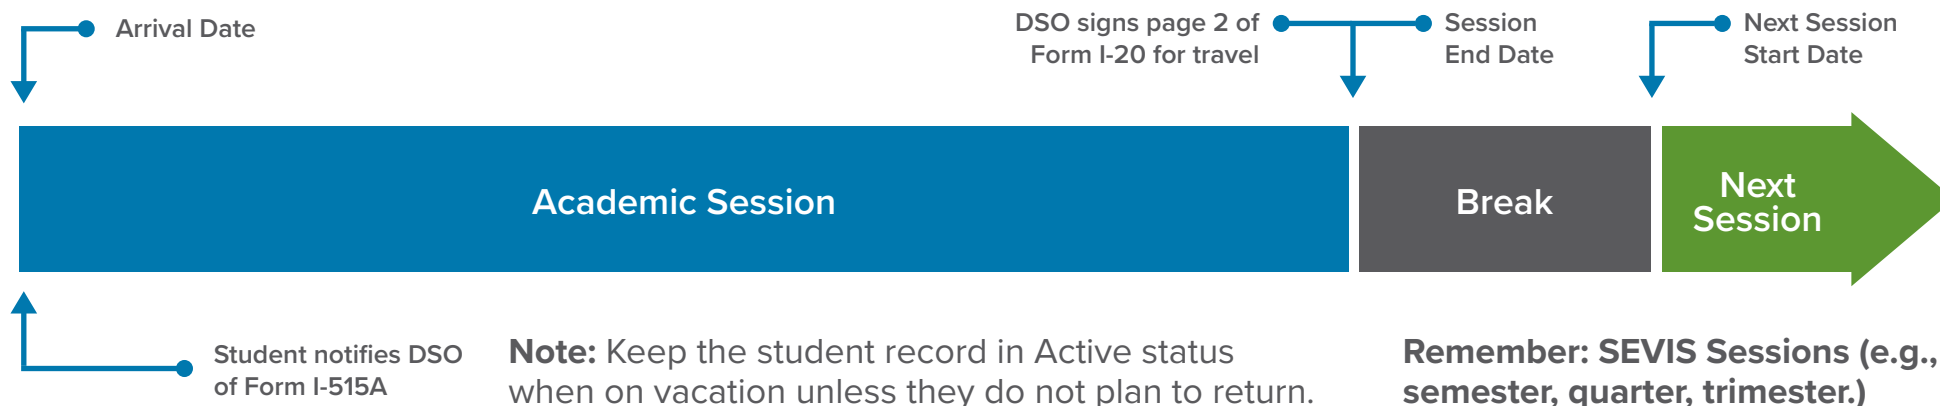 Arrival Date
DSO signs page 2 of
Form I-20 for travel
Session
End Date
Next Session
Start Date
Academic Session
Break
Next
Session
Student notifies DSO
of Form I-515A
Note: Keep the student record in Active status
when on vacation unless they do not plan to return.
Remember: SEVIS Sessions (e.g.,
semester, quarter, trimester.)